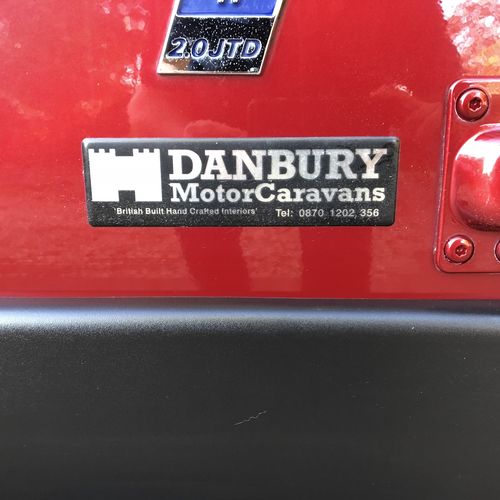 2.0JTD
DANBURY
MotorCaravans
'British Built Hand Crafted Interiors' Tel: 0870 1202 356